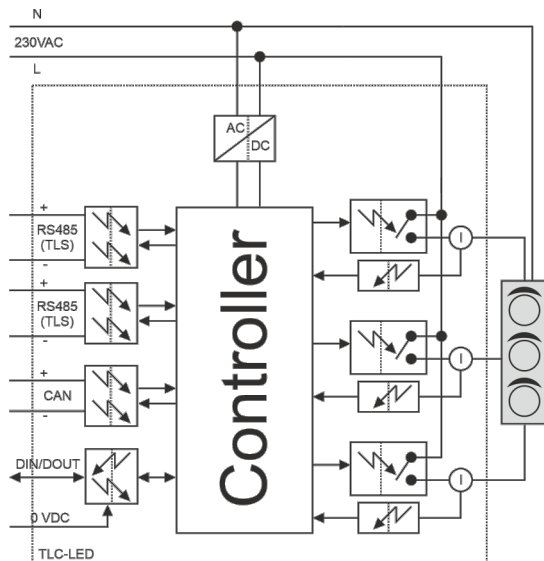 N
230VAC
L
AC
DC
+
RS485
(TLS)
-
+
RS485
(TLS)
-
+
CAN
-
DIN/DOUT
0 VDC
TLC-LED
Controller
I
I
I